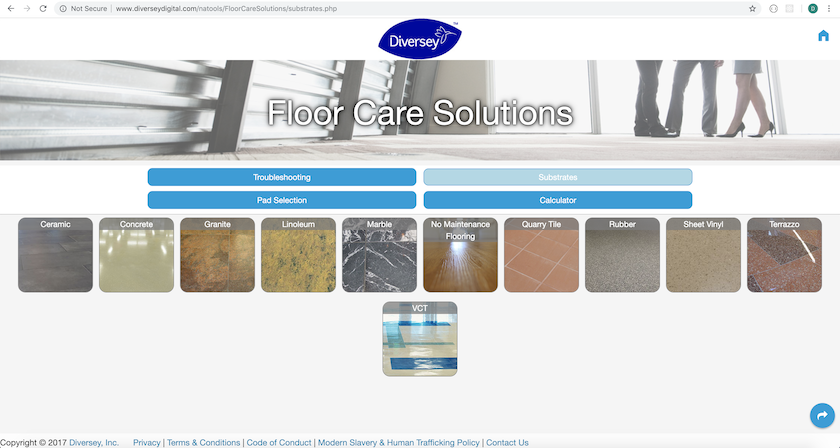 Not Secure | www.diverseydigital.com/natools/FloorCareSolutions/substrates.php
D
Diversey™
Floor Care Solutions
Troubleshooting
Substrates
Pad Selection
Calculator
Ceramic
Concrete
Granite
Linoleum
Marble
No Maintenance
Flooring
Quarry Tile
Rubber
Sheet Vinyl
Terrazzo
VCT
Copyright © 2017 Diversey, Inc. Privacy | Terms & Conditions | Code of Conduct | Modern Slavery & Human Trafficking Policy | Contact Us